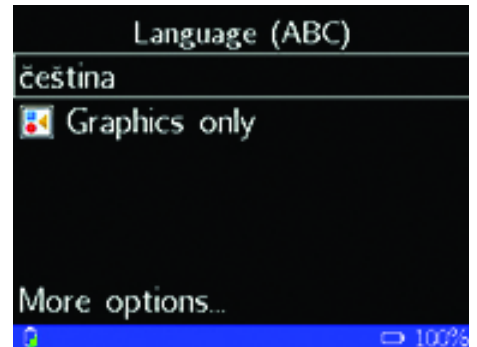 Language (ABC)
čeština
Graphics only
More options...
100%